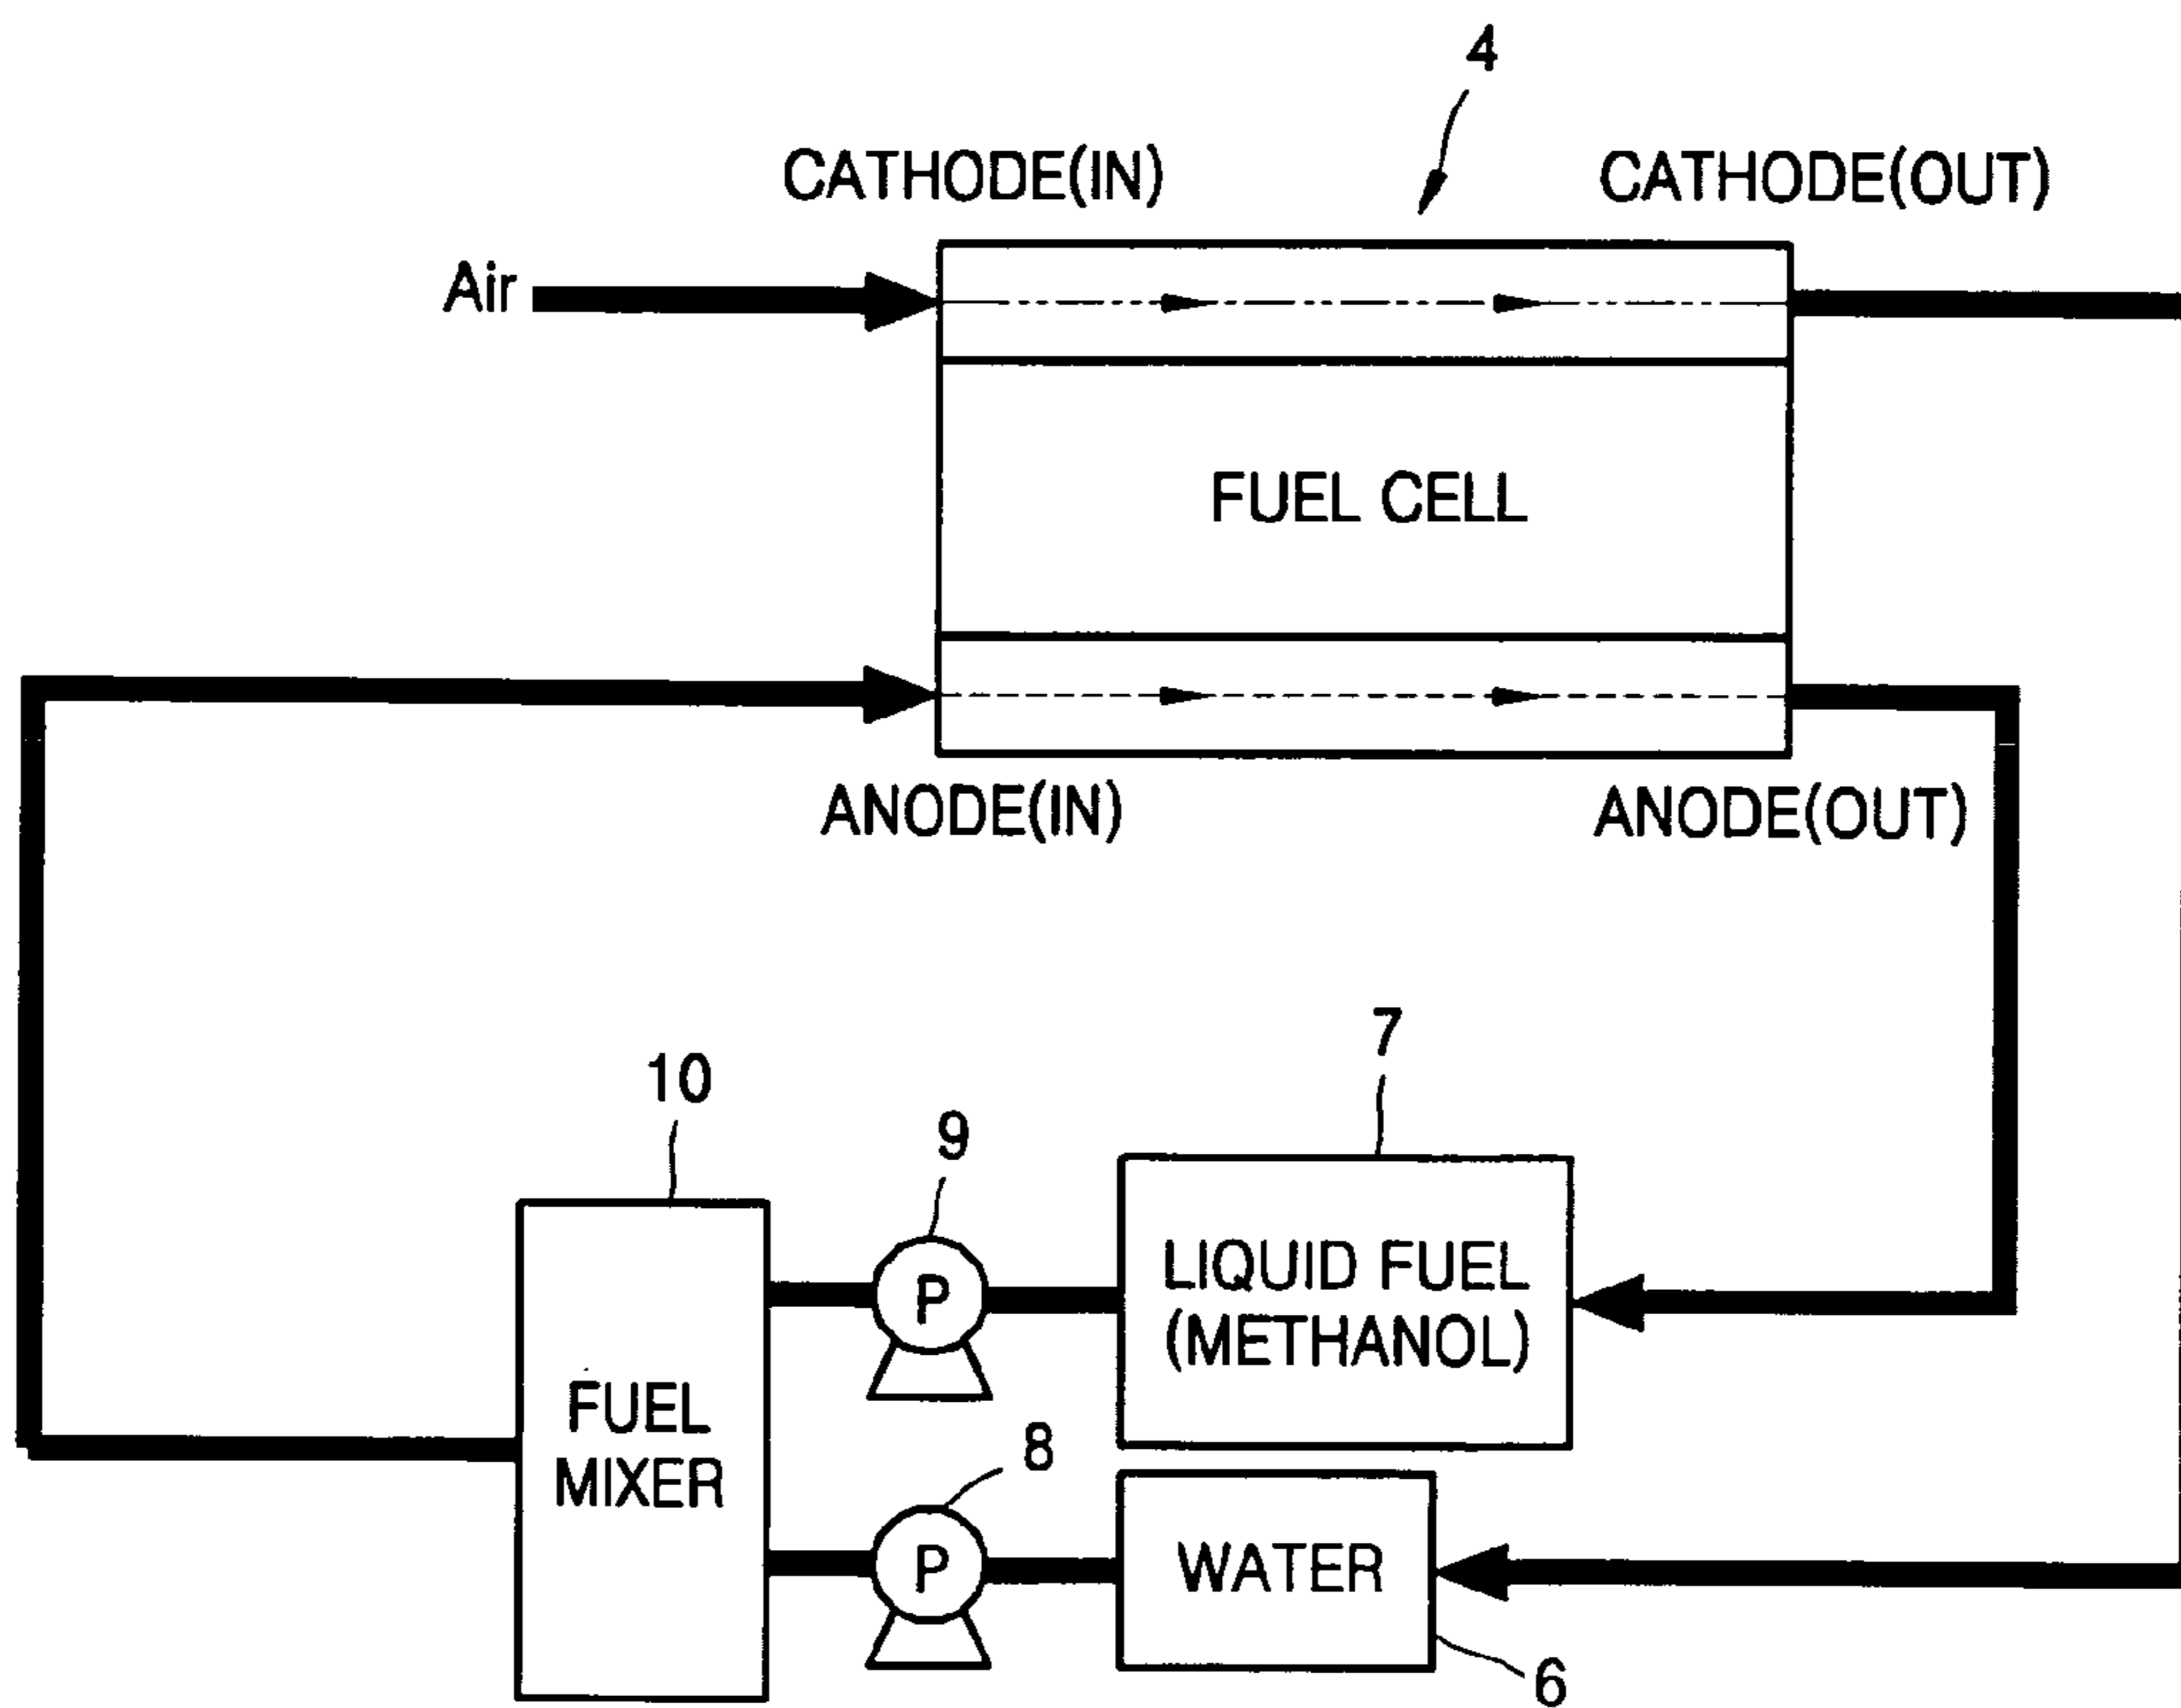 4
CATHODE(IN)
CATHODE(OUT)
Air
FUEL CELL
ANODE(IN)
ANODE(OUT)
7
10
9
LIQUID FUEL
(METHANOL)
P
FUEL
MIXER
8
P
WATER
6